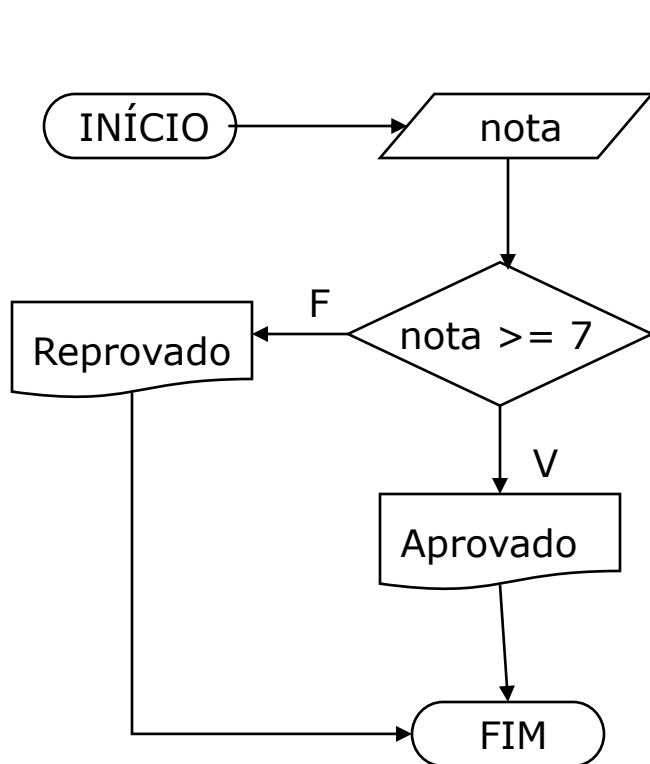 INÍCIO
nota
nota >= 7
F
Reprovado
V
Aprovado
FIM